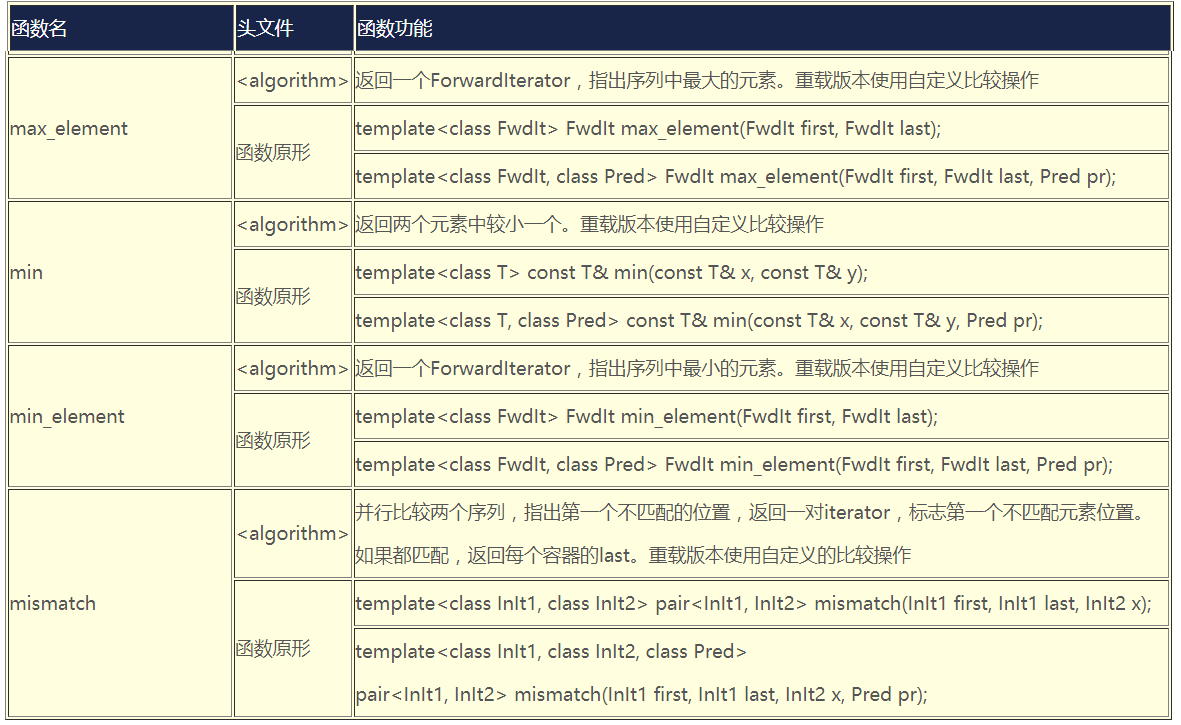 函数名 头文件 函数功能
<algorithm> 返回一个ForwardIterator，指出序列中最大的元素。重载版本使用自定义比较操作
max_element
函数原形
template<class FwdIt> FwdIt max_element(FwdIt first, FwdIt last);
template<class FwdIt, class Pred> FwdIt max_element(FwdIt first, FwdIt last, Pred pr);
<algorithm> 返回两个元素中较小一个。重载版本使用自定义比较操作
min
函数原形
template<class T> const T& min(const T& x, const T& y);
template<class T, class Pred> const T& min(const T& x, const T& y, Pred pr);
<algorithm> 返回一个ForwardIterator，指出序列中最小的元素。重载版本使用自定义比较操作
min_element
函数原形
template<class FwdIt> FwdIt min_element(FwdIt first, FwdIt last);
template<class FwdIt, class Pred> FwdIt min_element(FwdIt first, FwdIt last, Pred pr);
mismatch
<algorithm>
并行比较两个序列，指出第一个不匹配的位置，返回一对iterator，标志第一个不匹配元素位置。
如果都匹配，返回每个容器的last。重载版本使用自定义的比较操作
函数原形
template<class InIt1, class InIt2> pair<InIt1, InIt2> mismatch(InIt1 first, InIt1 last, InIt2 x);
template<class InIt1, class InIt2, class Pred>
pair<InIt1, InIt2> mismatch(InIt1 first, InIt1 last, InIt2 x, Pred pr);